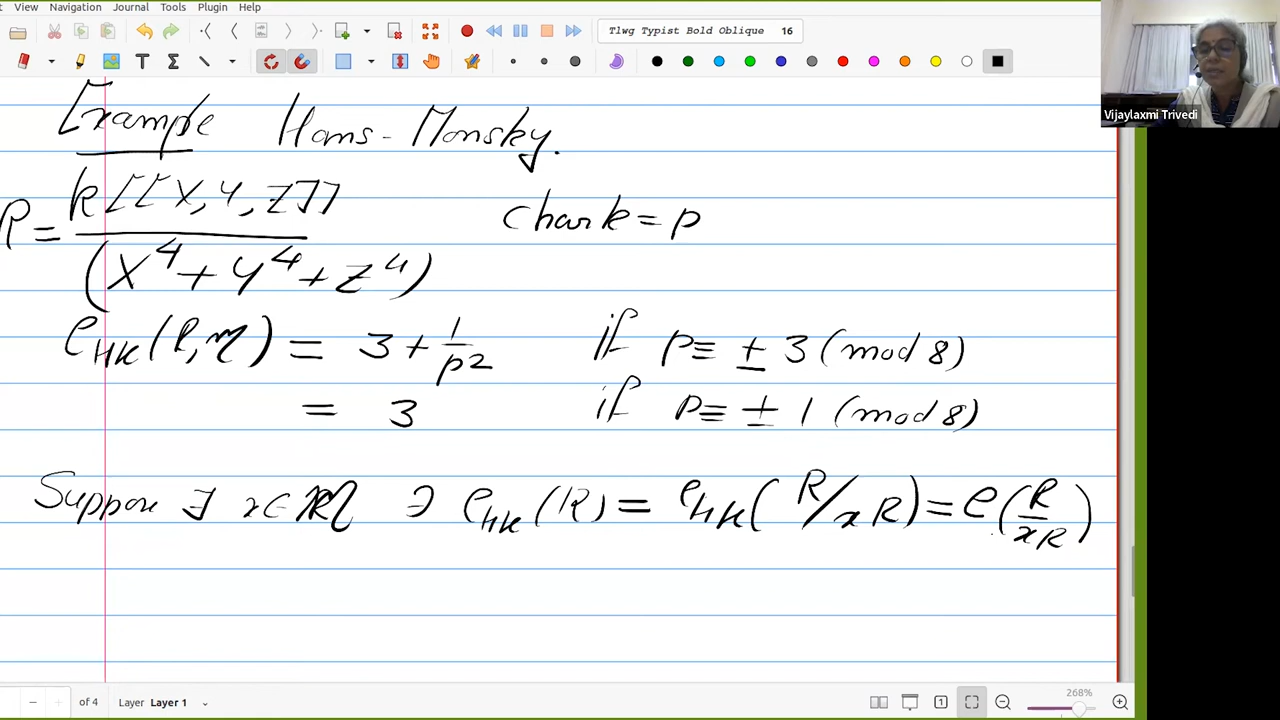 View Navigation Journal Tools Plugin Help
Tlwg Typist Bold Oblique 16
Vijaylaxmi Trivedi
Example Hans-Monsky.
R = k[[X, Y, Z]] / (X^4 + Y^4 + Z^4) char k = p
e_HK(R, m) = 3 + 1/p^2 if p ≡ ± 3 (mod 8)
= 3 if p ≡ ± 1 (mod 8)
Suppose ∃ x ∈ m ∋ e_HK(R) = e_HK(R/xR) = e(R/xR)
of 4 Layer Layer 1 1 268%